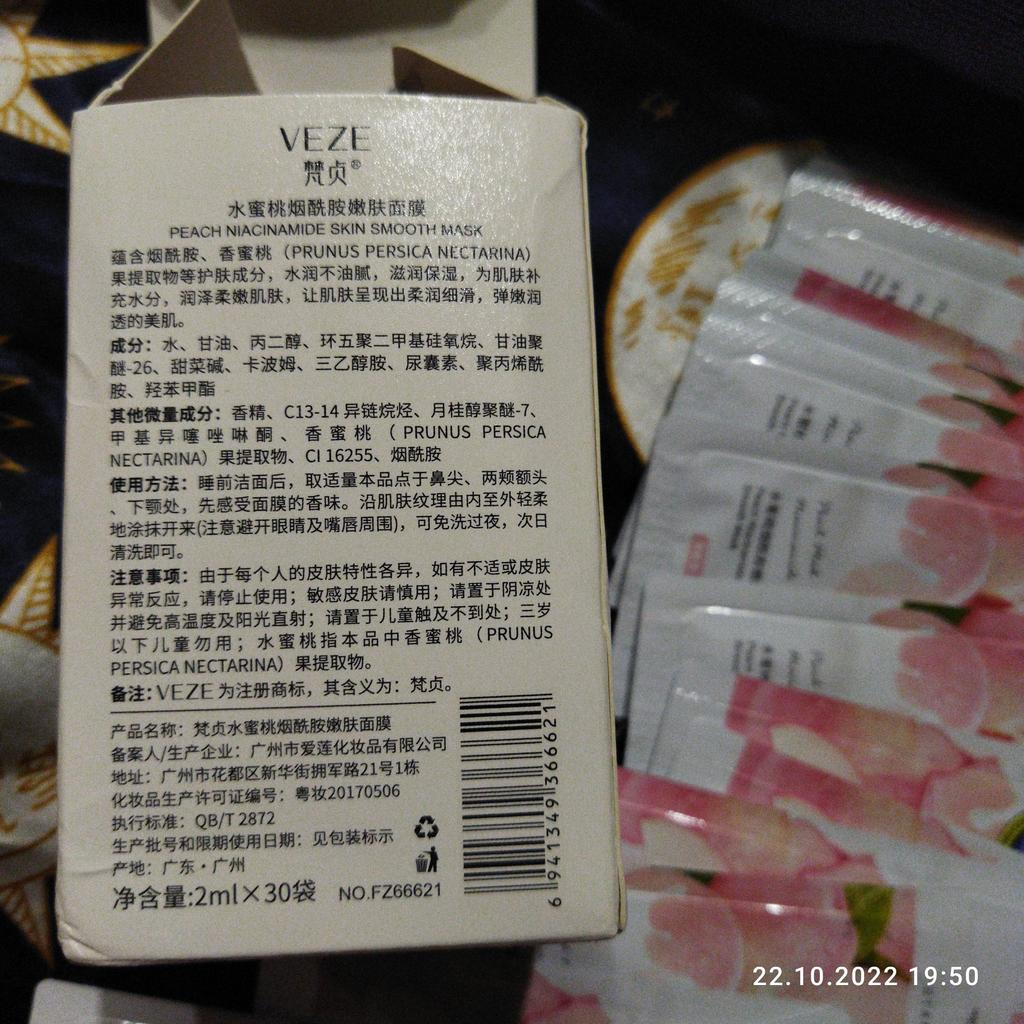 VEZE
梵贞®
水蜜桃烟酰胺嫩肤面膜
PEACH NIACINAMIDE SKIN SMOOTH MASK
蕴含烟酰胺、香蜜桃（PRUNUS PERSICA NECTARINA）
果提取物等护肤成分，水润不油腻，滋润保湿，为肌肤补
充水分，润泽柔嫩肌肤，让肌肤呈现出柔润细滑，弹嫩润
透的美肌。
成分：水、甘油、丙二醇、环五聚二甲基硅氧烷、甘油聚
醚-26、甜菜碱、卡波姆、三乙醇胺、尿囊素、聚丙烯酰
胺、羟苯甲酯
其他微量成分：香精、C13-14 异链烷烃、月桂醇聚醚-7、
甲基异噻唑啉酮、香蜜桃（PRUNUS PERSICA
NECTARINA）果提取物、CI 16255、烟酰胺
使用方法：睡前洁面后，取适量本品点于鼻尖、两颊额头
、下颚处，先感受面膜的香味。沿肌肤纹理由内至外轻柔
地涂抹开来(注意避开眼睛及嘴唇周围)，可免洗过夜，次日
清洗即可。
注意事项：由于每个人的皮肤特性各异，如有不适或皮肤
异常反应，请停止使用；敏感皮肤请慎用；请置于阴凉处
并避免高温度及阳光直射；请置于儿童触及不到处；三岁
以下儿童勿用；水蜜桃指本品中香蜜桃（PRUNUS
PERSICA NECTARINA）果提取物。
备注：VEZE 为注册商标，其含义为：梵贞。
产品名称：梵贞水蜜桃烟酰胺嫩肤面膜
备案人/生产企业：广州市爱莲化妆品有限公司
地址：广州市花都区新华街拥军路21号1栋
化妆品生产许可证编号：粤妆20170506
执行标准：QB/T 2872
生产批号和限期使用日期：见包装标示
产地：广东·广州
净含量:2ml×30袋 NO.FZ66621
6 941349 366621
22.10.2022 19:50